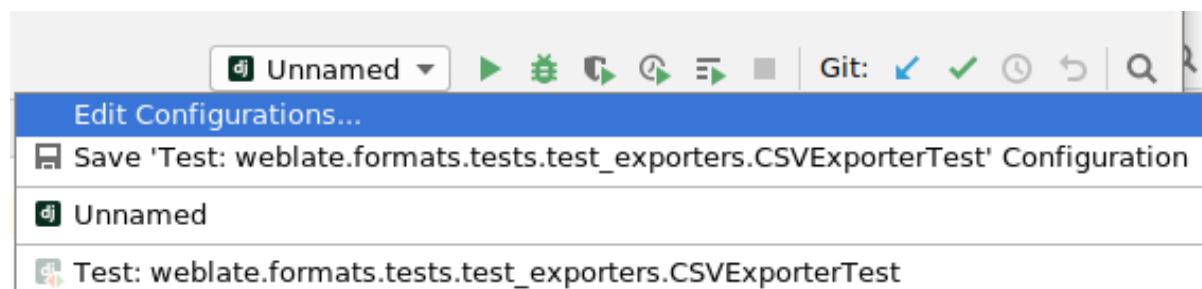 dj Unnamed Git:
Edit Configurations...
Save 'Test: weblate.formats.tests.test_exporters.CSVExporterTest' Configuration
dj Unnamed
dj Test: weblate.formats.tests.test_exporters.CSVExporterTest